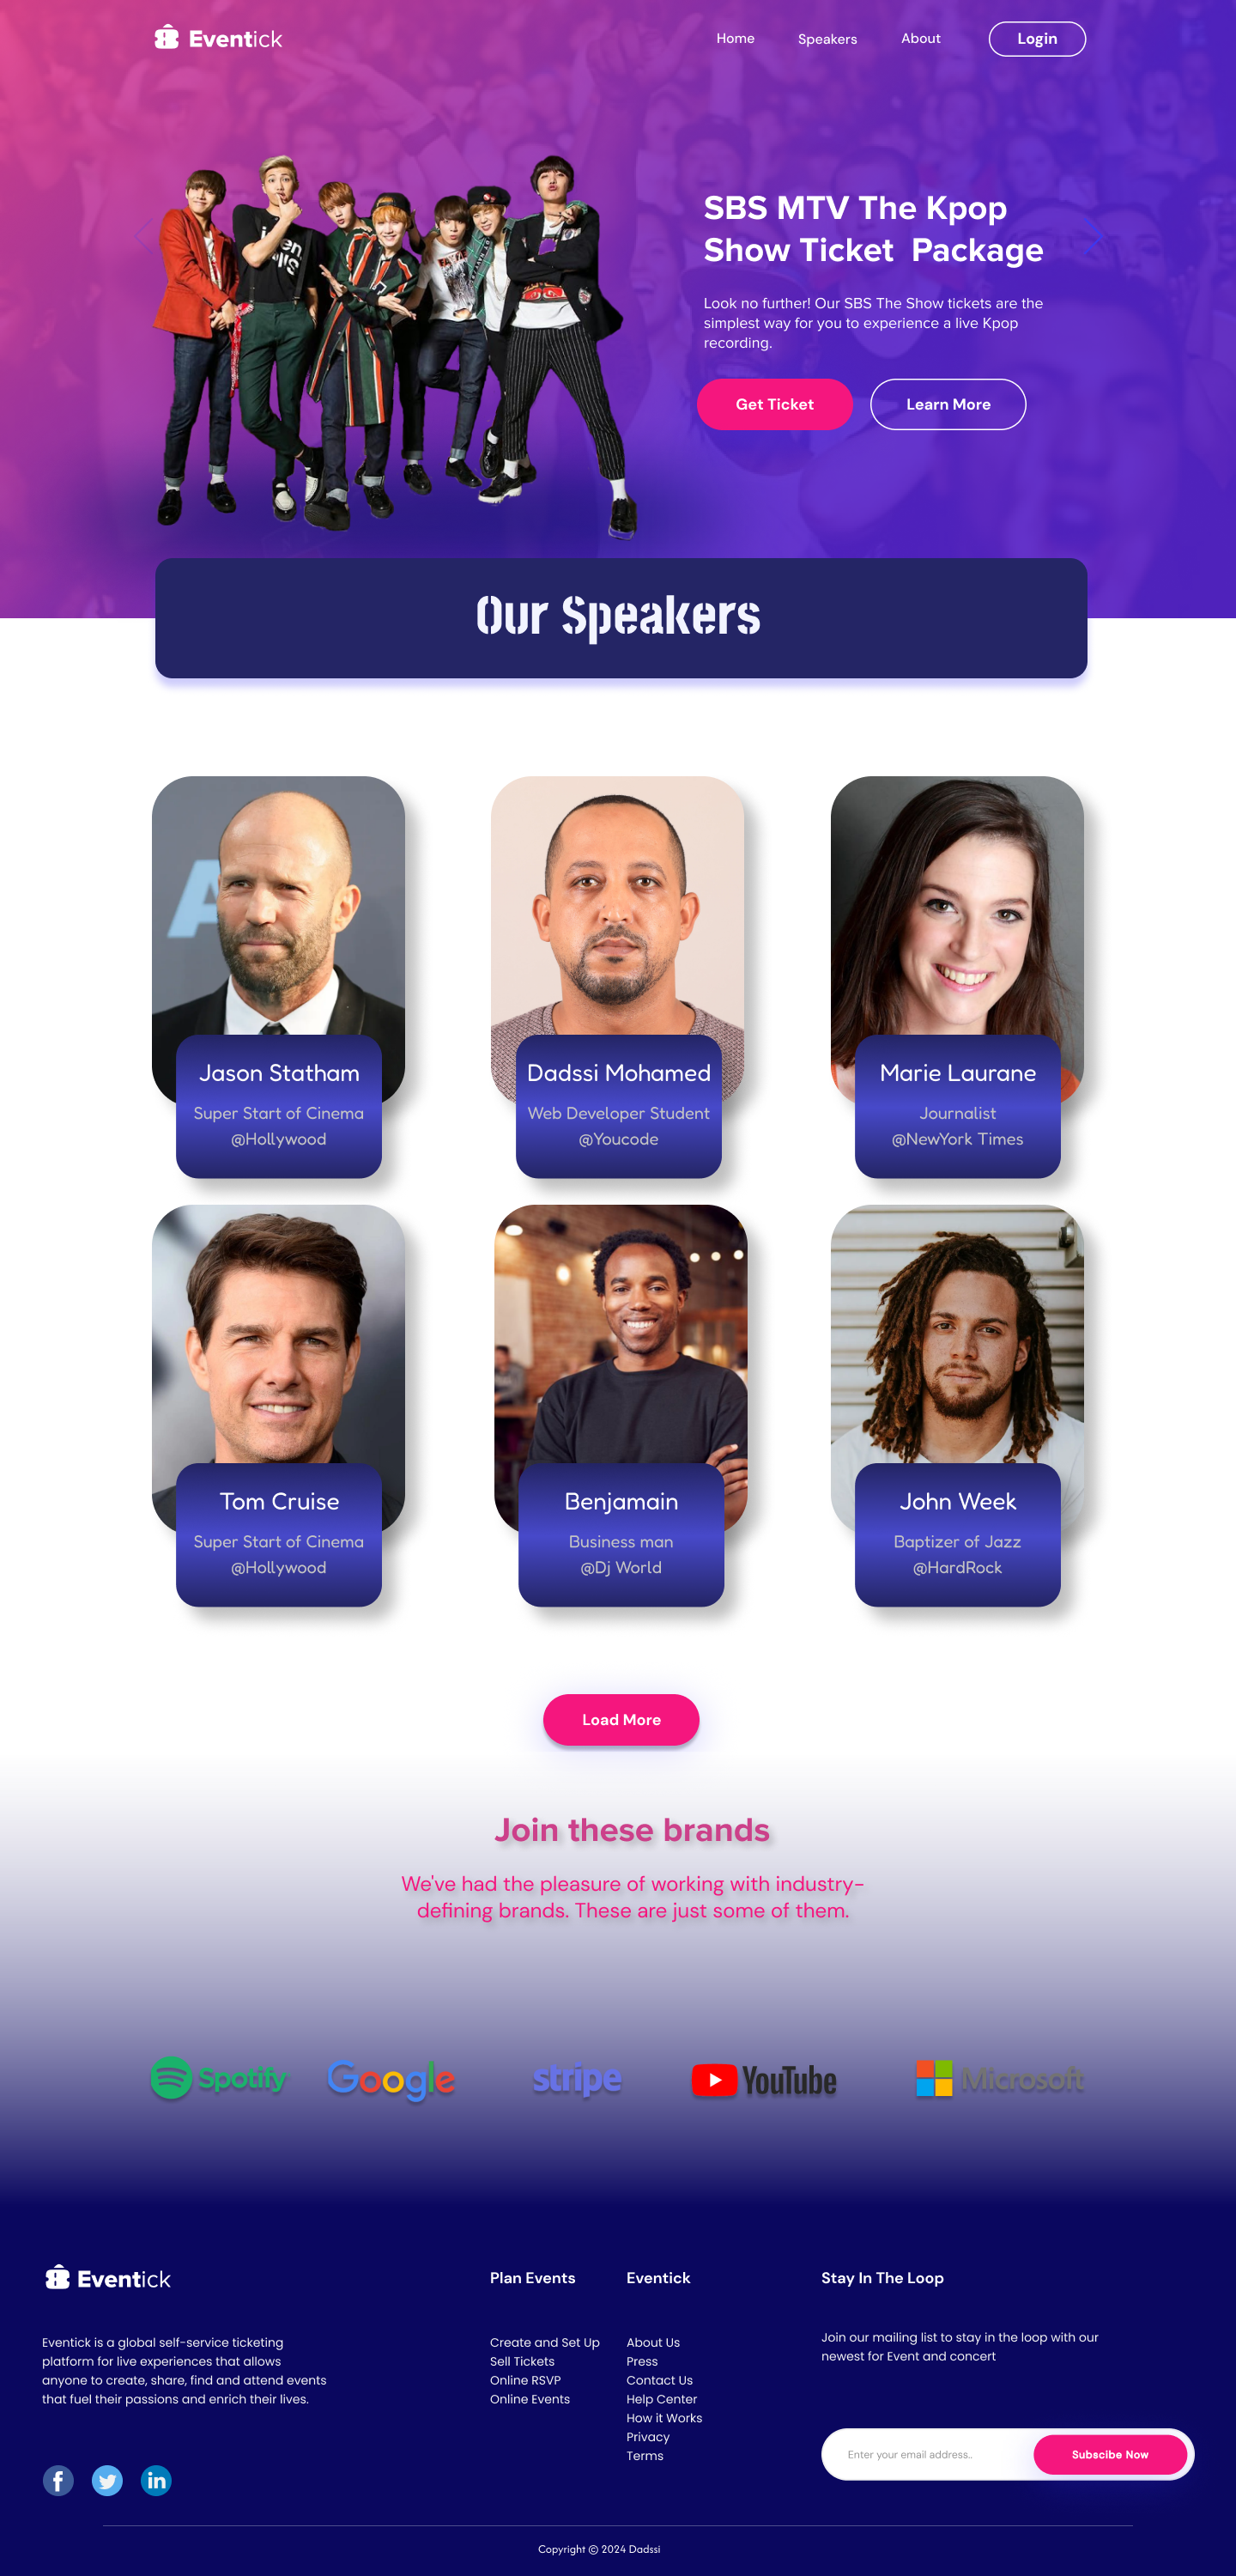 Eventick
Home Speakers About Login
SBS MTV The Kpop
Show Ticket Package
Look no further! Our SBS The Show tickets are the
simplest way for you to experience a live Kpop
recording.
Get Ticket Learn More
Our Speakers
Jason Statham
Super Start of Cinema
@Hollywood
Dadssi Mohamed
Web Developer Student
@Youcode
Marie Laurane
Journalist
@NewYork Times
Tom Cruise
Super Start of Cinema
@Hollywood
Benjamain
Business man
@Dj World
John Week
Baptizer of Jazz
@HardRock
Load More
Join these brands
We've had the pleasure of working with industry-
defining brands. These are just some of them.
Spotify Google stripe YouTube Microsoft
Eventick
Eventick is a global self-service ticketing
platform for live experiences that allows
anyone to create, share, find and attend events
that fuel their passions and enrich their lives.
Plan Events
Create and Set Up
Sell Tickets
Online RSVP
Online Events
Eventick
About Us
Press
Contact Us
Help Center
How it Works
Privacy
Terms
Stay In The Loop
Join our mailing list to stay in the loop with our
newest for Event and concert
Enter your email address.. Subscibe Now
Copyright © 2024 Dadssi